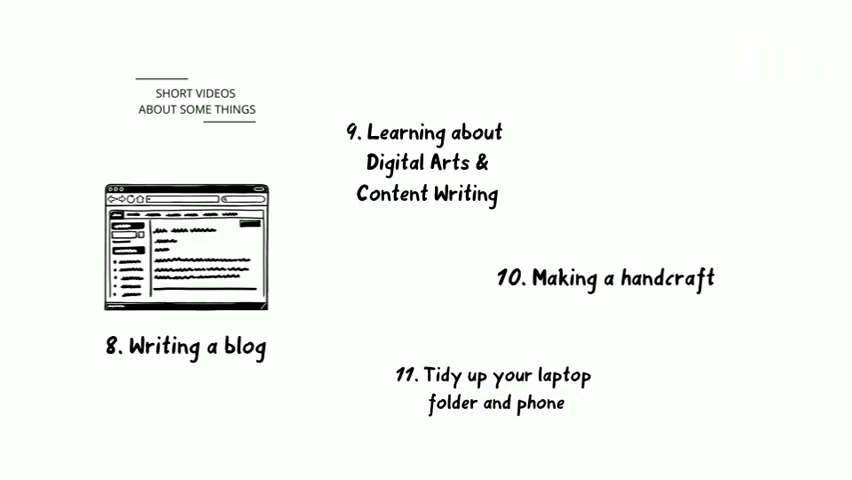 SHORT VIDEOS
ABOUT SOME THINGS
8. Writing a blog
9. Learning about
Digital Arts &
Content Writing
10. Making a handcraft
11. Tidy up your laptop
folder and phone